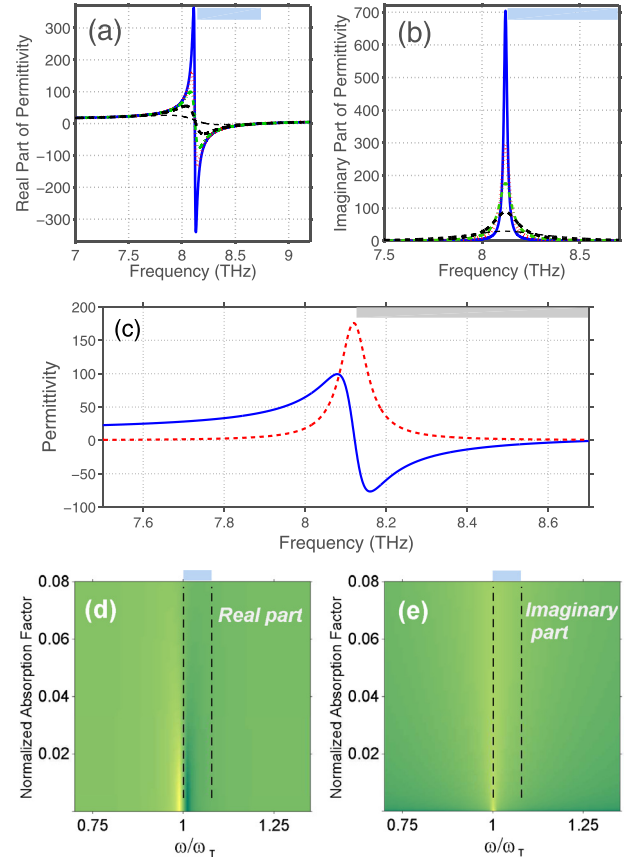 (a)
Real Part of Permittivity
300
200
100
0
−100
−200
−300
7
7.5
8
8.5
9
Frequency (THz)
(b)
Imaginary Part of Permittivity
700
600
500
400
300
200
100
0
7.5
8
8.5
Frequency (THz)
(c)
Permittivity
200
150
100
50
0
−50
−100
7.6
7.8
8
8.2
8.4
8.6
Frequency (THz)
(d)
Real part
Normalized Absorption Factor
0.08
0.06
0.04
0.02
0.75
1
1.25
ω/ω_T
(e)
Imaginary
part
Normalized Absorption Factor
0.08
0.06
0.04
0.02
0.75
1
1.25
ω/ω_T